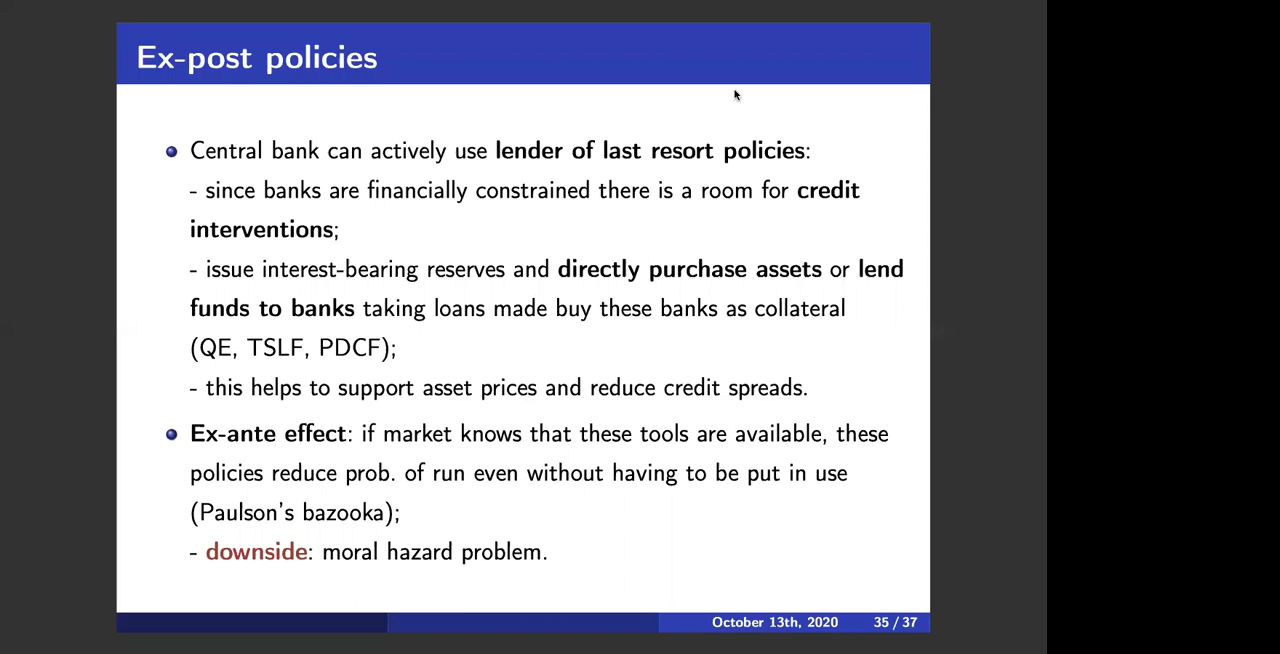 Ex-post policies
Central bank can actively use lender of last resort policies:
- since banks are financially constrained there is a room for credit
interventions;
- issue interest-bearing reserves and directly purchase assets or lend
funds to banks taking loans made buy these banks as collateral
(QE, TSLF, PDCF);
- this helps to support asset prices and reduce credit spreads.
Ex-ante effect: if market knows that these tools are available, these
policies reduce prob. of run even without having to be put in use
(Paulson's bazooka);
- downside: moral hazard problem.
October 13th, 2020 35 / 37